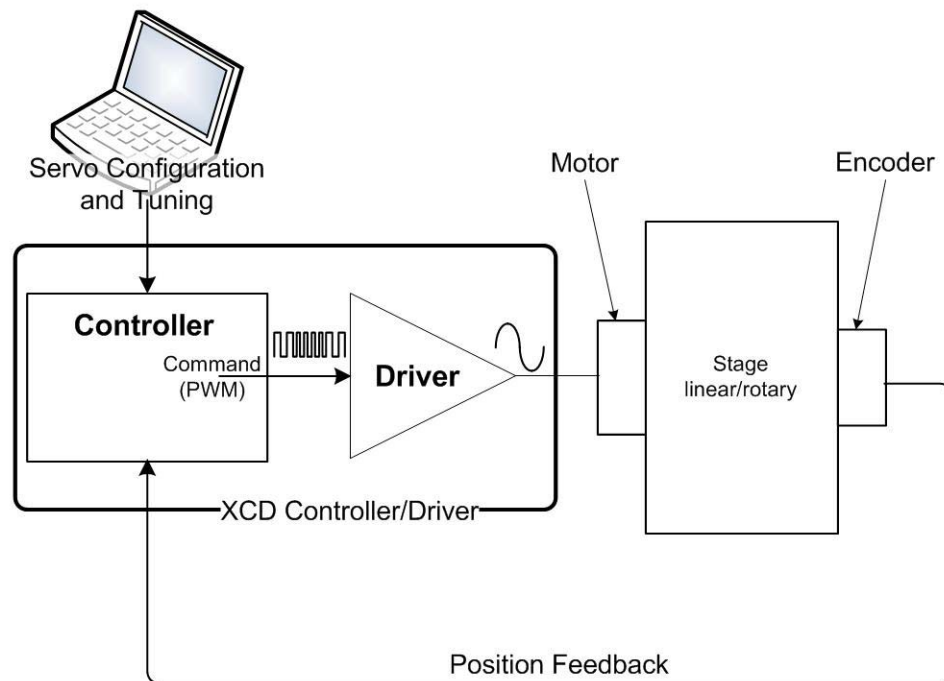 Servo Configuration
and Tuning
Motor
Encoder
Controller
Command
(PWM)
Driver
Stage
linear/rotary
XCD Controller/Driver
Position Feedback